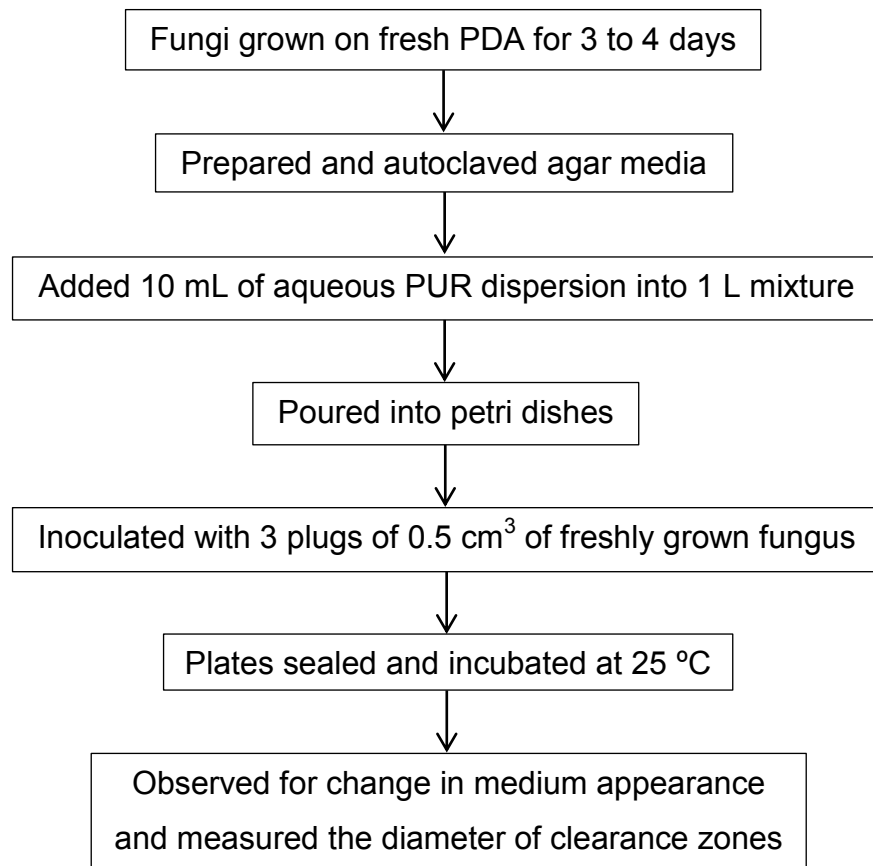 Fungi grown on fresh PDA for 3 to 4 days
Prepared and autoclaved agar media
Added 10 mL of aqueous PUR dispersion into 1 L mixture
Poured into petri dishes
Inoculated with 3 plugs of 0.5 cm³ of freshly grown fungus
Plates sealed and incubated at 25 ºC
Observed for change in medium appearance
and measured the diameter of clearance zones